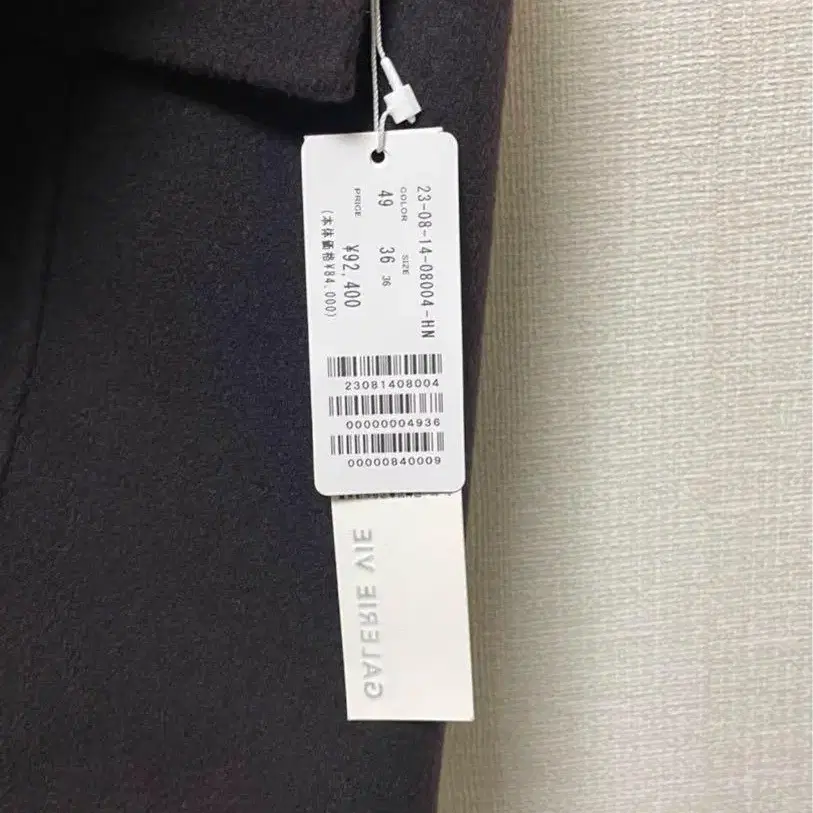 23-08-14-08004-HN
COLOR SIZE
49 36 36
PRICE ¥92,400
(本体価格¥84,000)
23081408004
00000004936
00000840009
GALERIE VIE